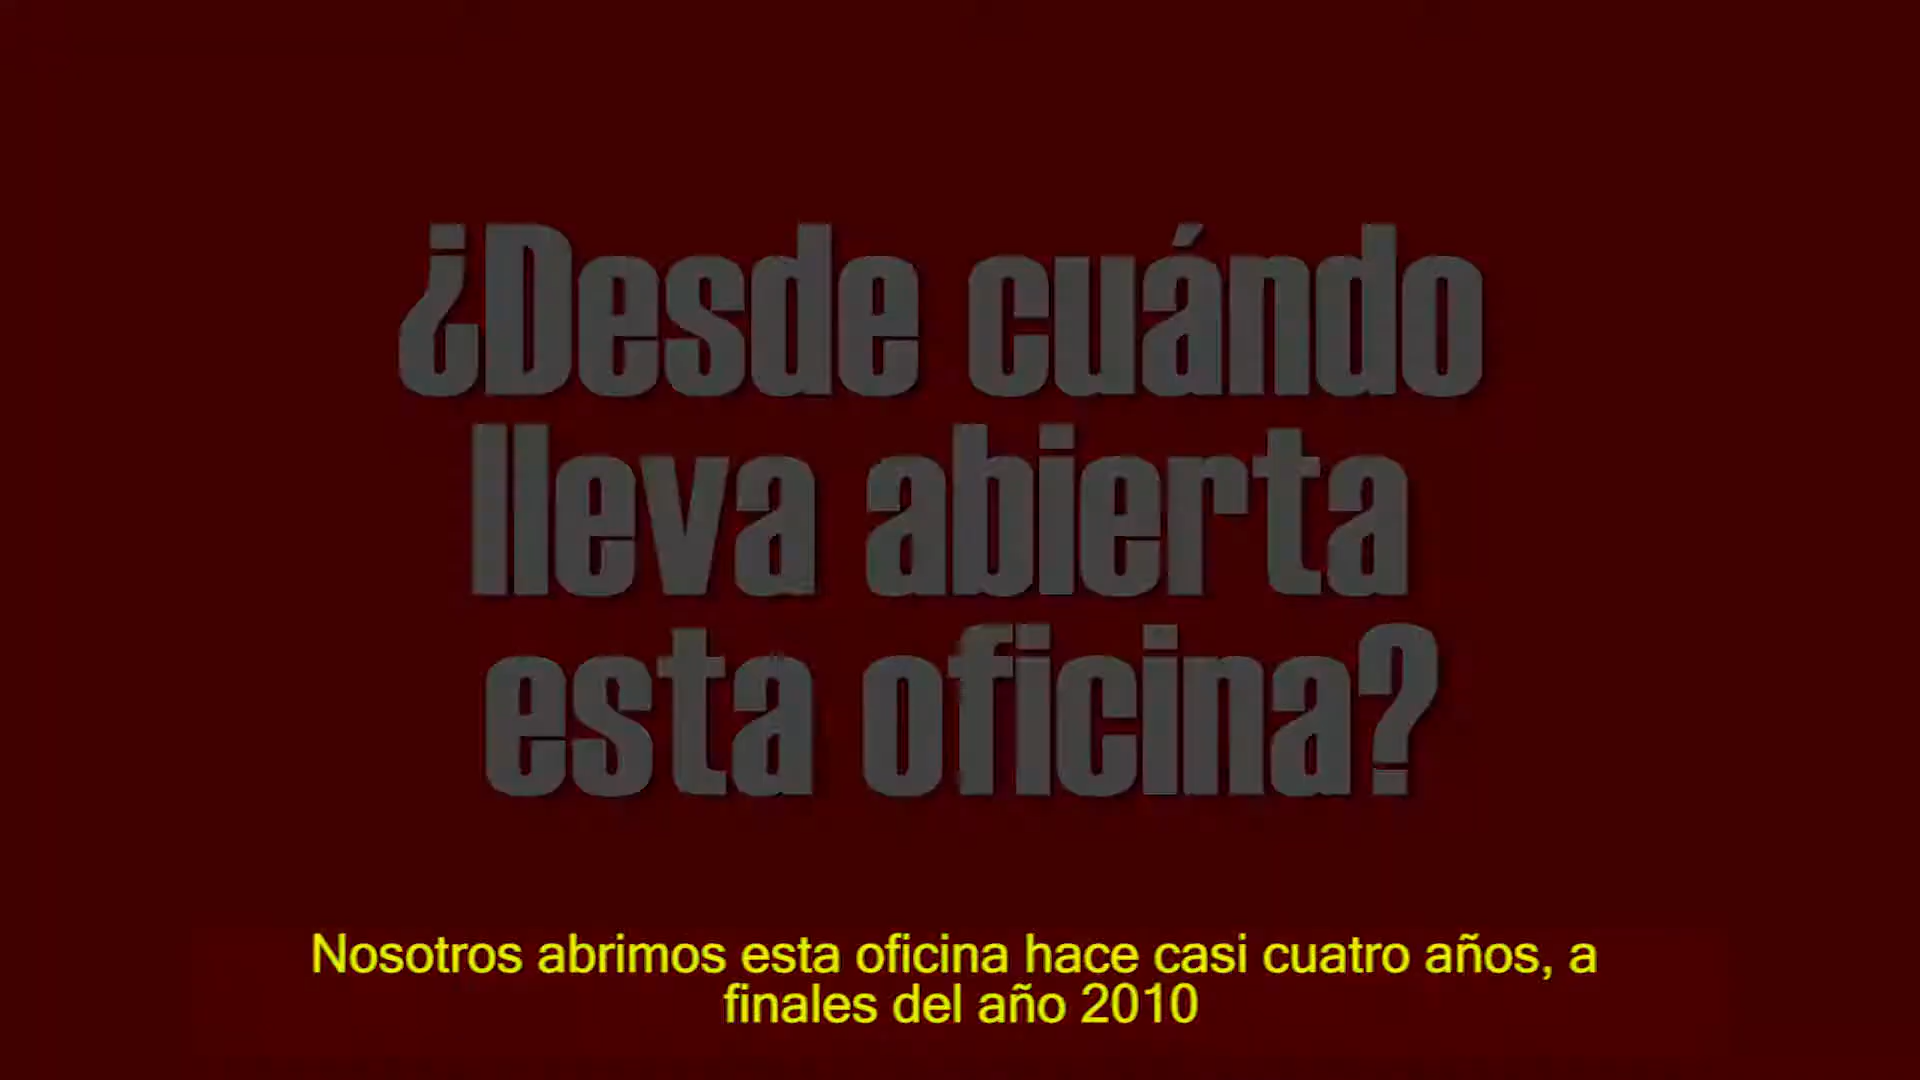 ¿Desde cuándo
lleva abierta
esta oficina?
Nosotros abrimos esta oficina hace casi cuatro años, a
finales del año 2010